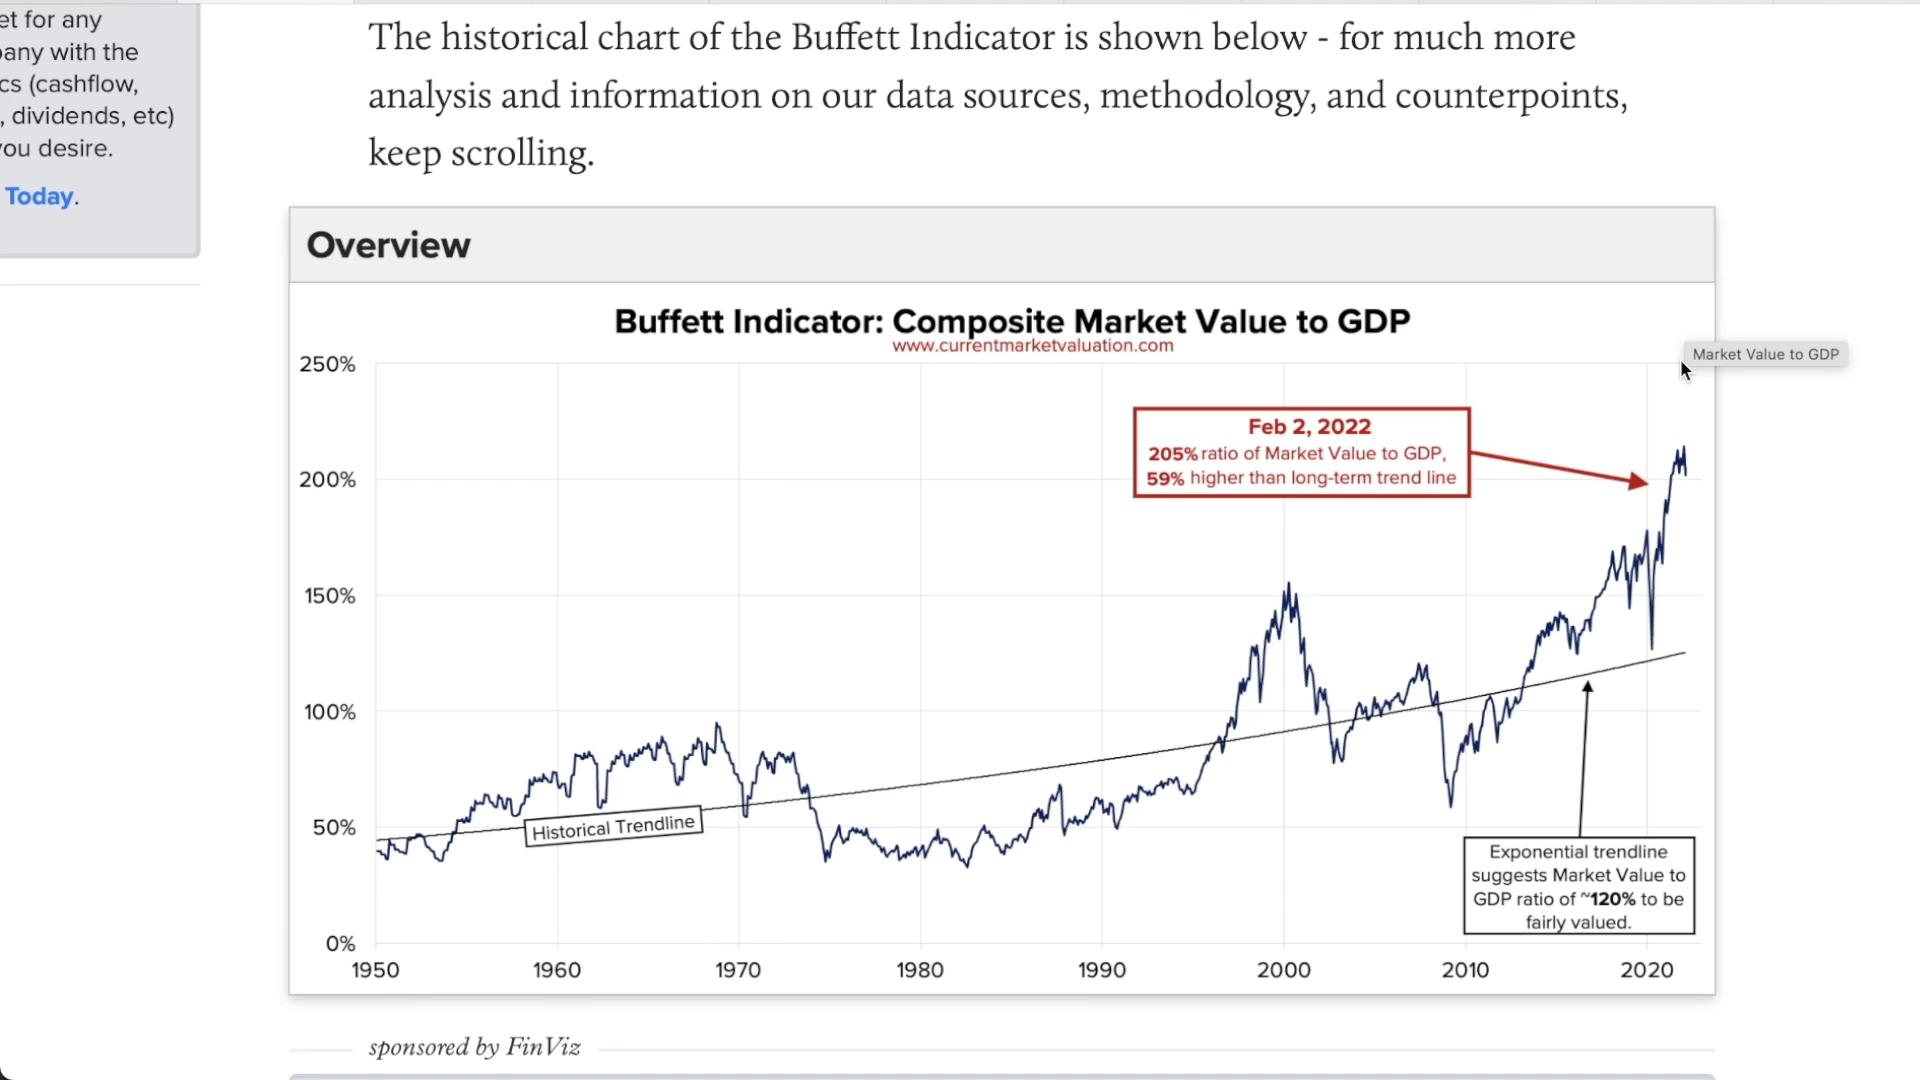 et for any
any with the
cs (cashflow,
, dividends, etc)
you desire.
Today.
The historical chart of the Buffett Indicator is shown below - for much more
analysis and information on our data sources, methodology, and counterpoints,
keep scrolling.
Overview
Buffett Indicator: Composite Market Value to GDP
www.currentmarketvaluation.com
Market Value to GDP
250%
200%
150%
100%
50%
0%
Feb 2, 2022
205% ratio of Market Value to GDP,
59% higher than long-term trend line
Historical Trendline
Exponential trendline
suggests Market Value to
GDP ratio of ~120% to be
fairly valued.
1950 1960 1970 1980 1990 2000 2010 2020
sponsored by FinViz